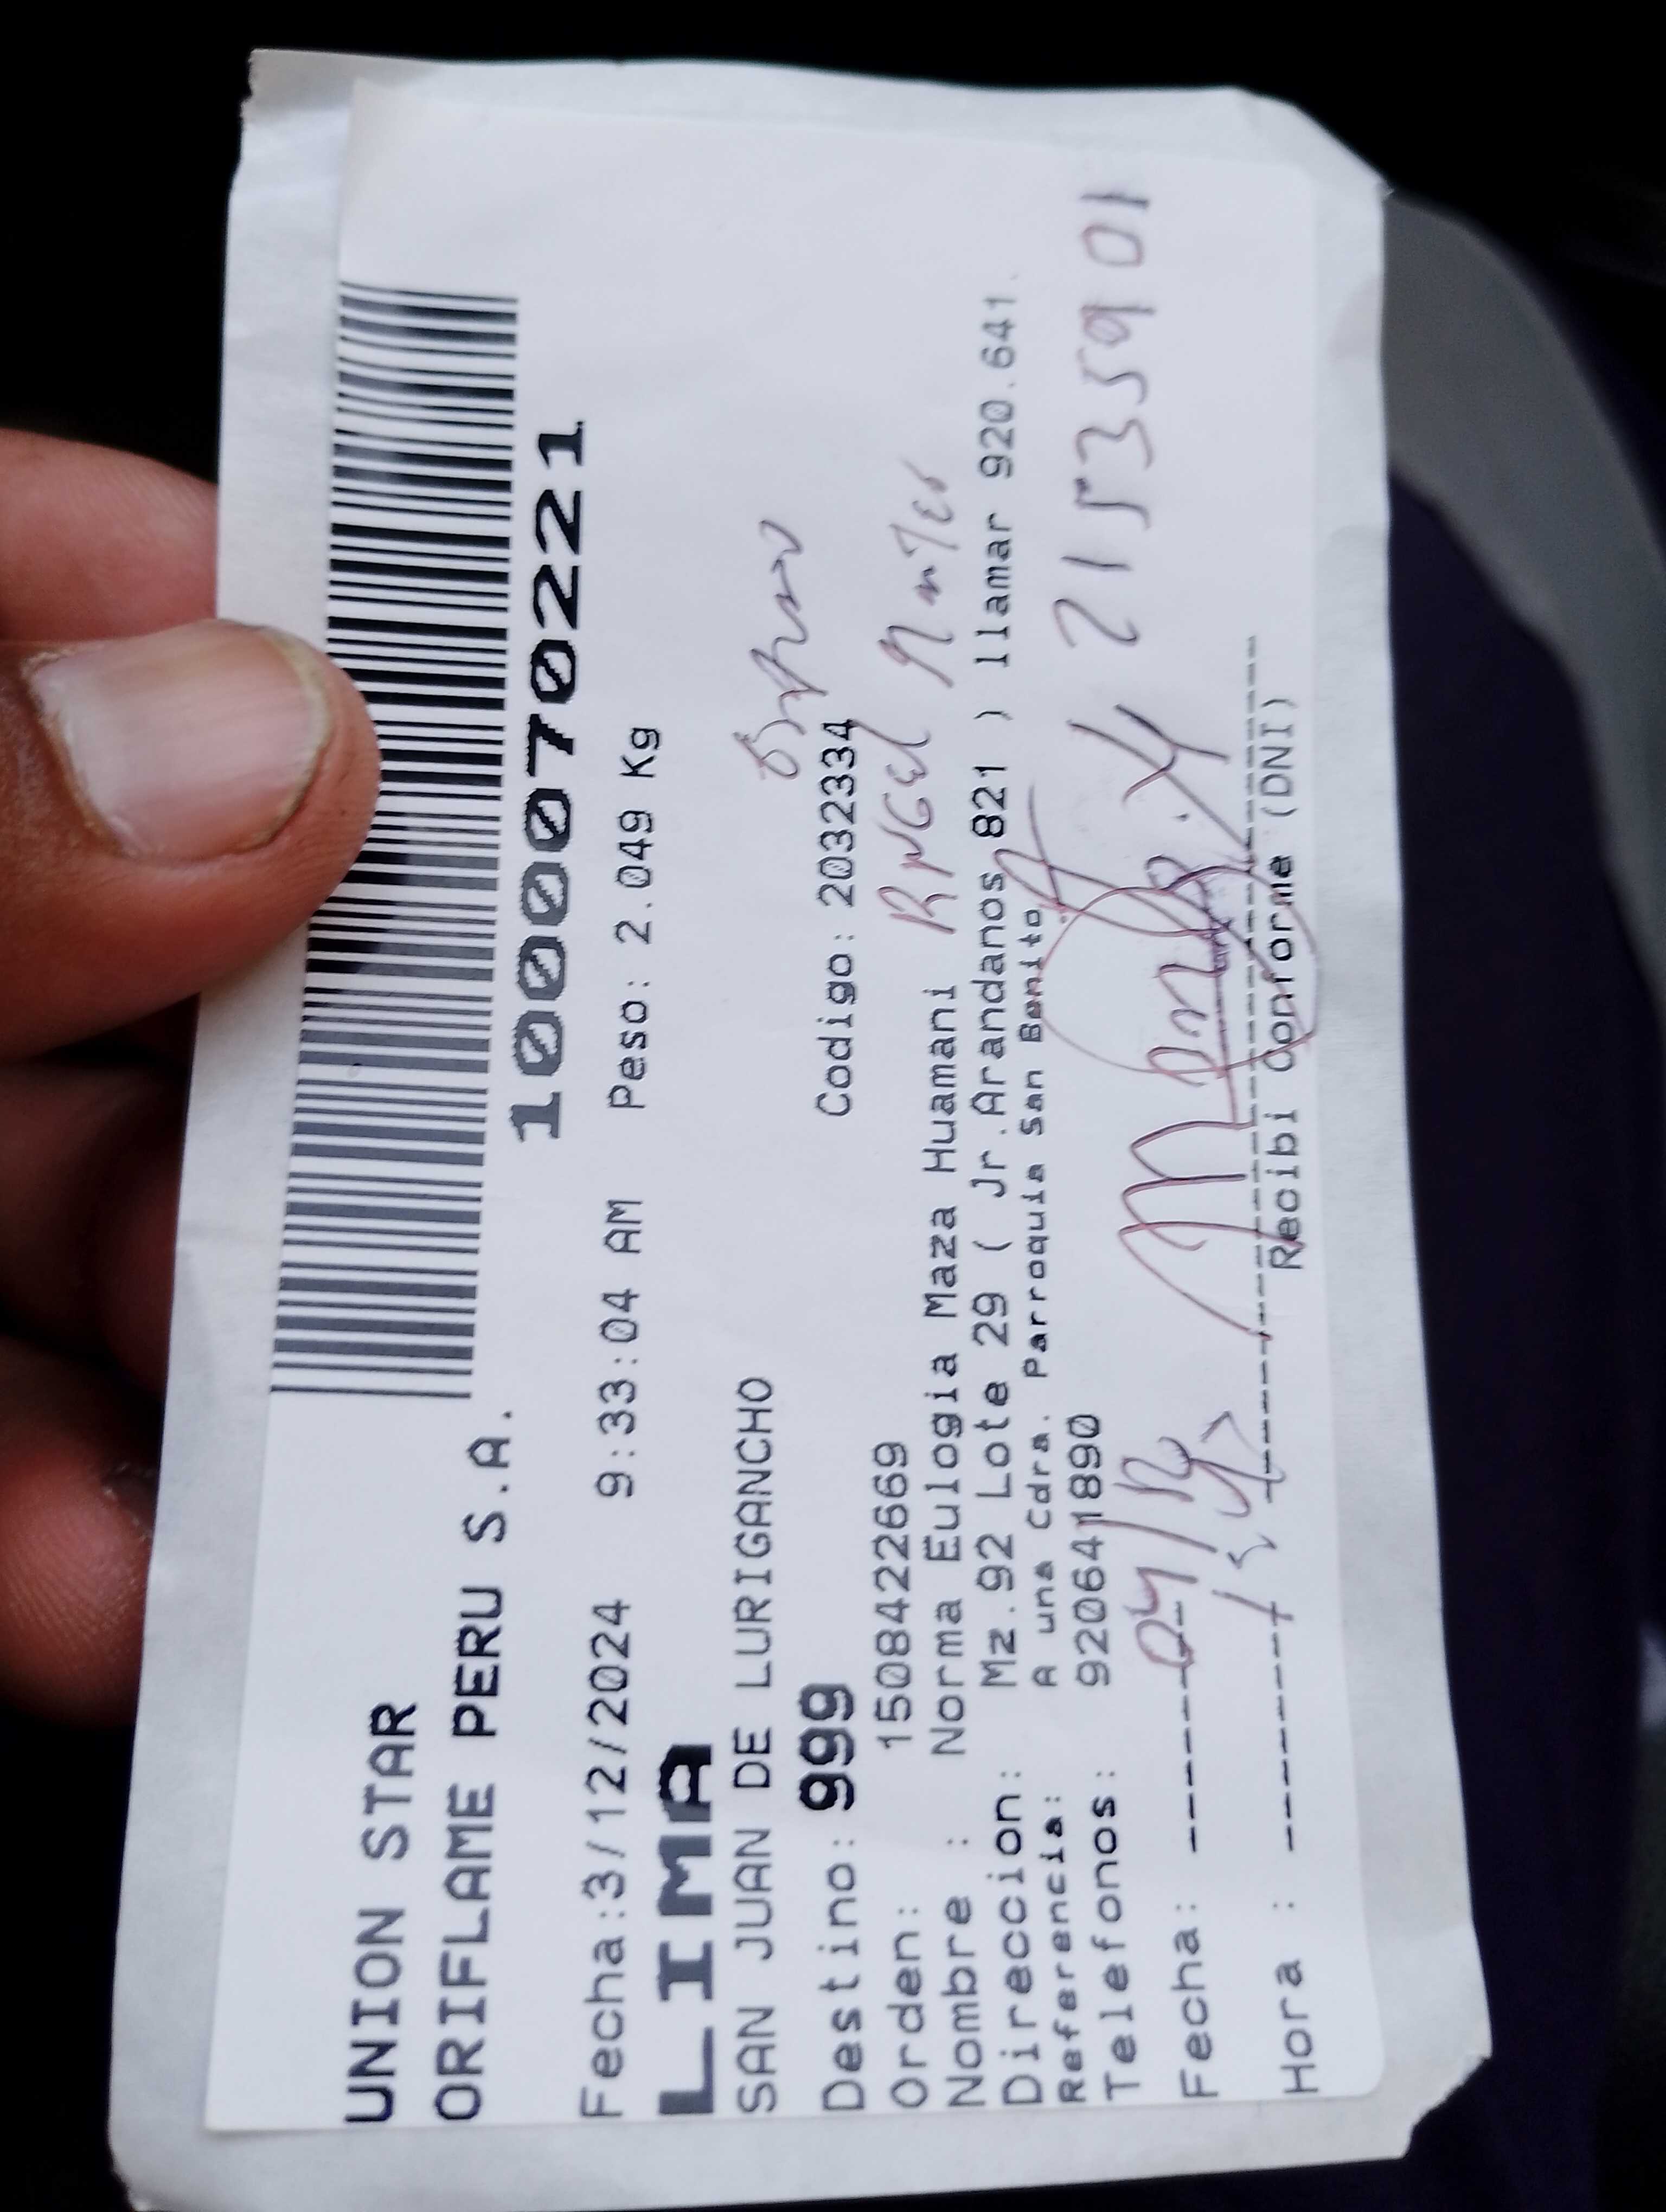 UNION STAR
ORIFLAME PERU S.A.
1000070221
Fecha:3/12/2024 9:33:04 AM Peso: 2.049 Kg
LIMA
SAN JUAN DE LURIGANCHO
Destino: 999 Codigo: 2032334
Orden: 1508422669
Nombre : Norma Eulogia Maza Huamani
Direccion: Mz.92 Lote 29 ( Jr.Arandanos 821 ) llamar 920.641.
Referencia: A una Cdra. Parroquia San Benito
Telefonos: 920641890
21535901
Fecha: 04/12
Hora :
Recibi Conforme (DNI)